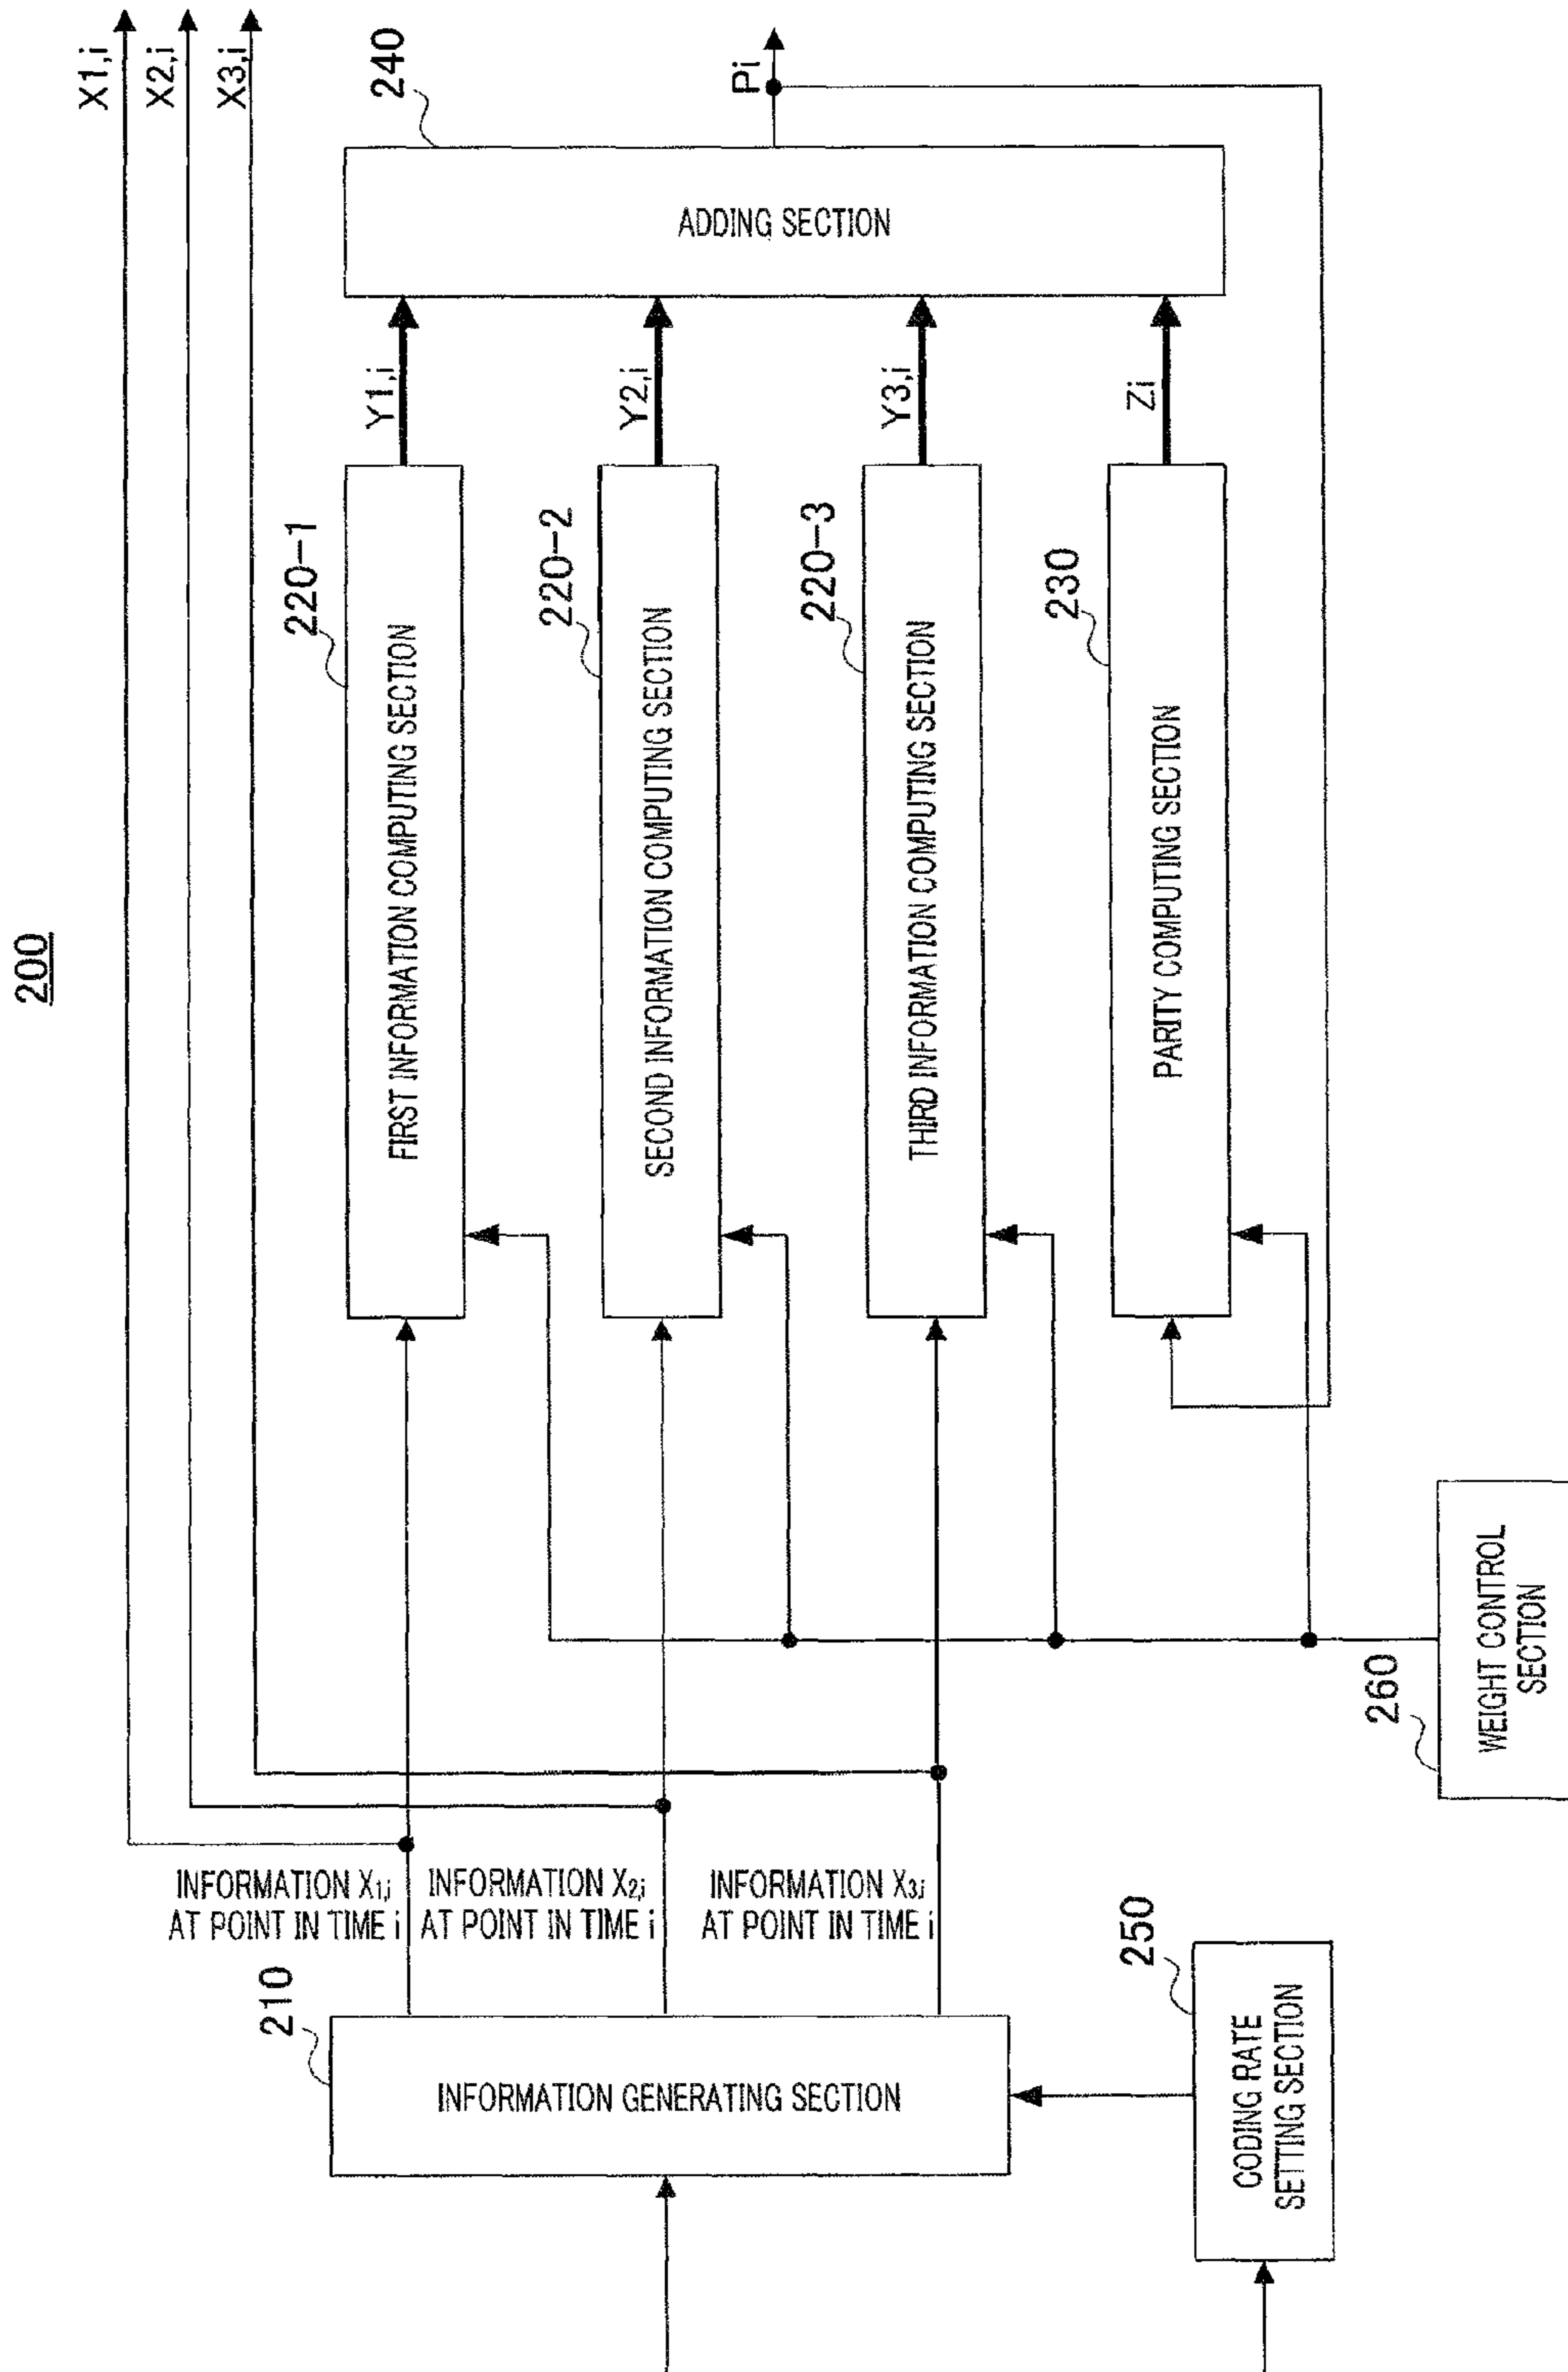 200
X1,i
X2,i
X3,i
240
Pi
ADDING SECTION
Y1,i
Y2,i
Y3,i
Zi
220-1
FIRST INFORMATION COMPUTING SECTION
220-2
SECOND INFORMATION COMPUTING SECTION
220-3
THIRD INFORMATION COMPUTING SECTION
230
PARITY COMPUTING SECTION
INFORMATION X1,i
AT POINT IN TIME i
INFORMATION X2,i
AT POINT IN TIME i
INFORMATION X3,i
AT POINT IN TIME i
210
INFORMATION GENERATING SECTION
250
CODING RATE
SETTING SECTION
260
WEIGHT CONTROL
SECTION